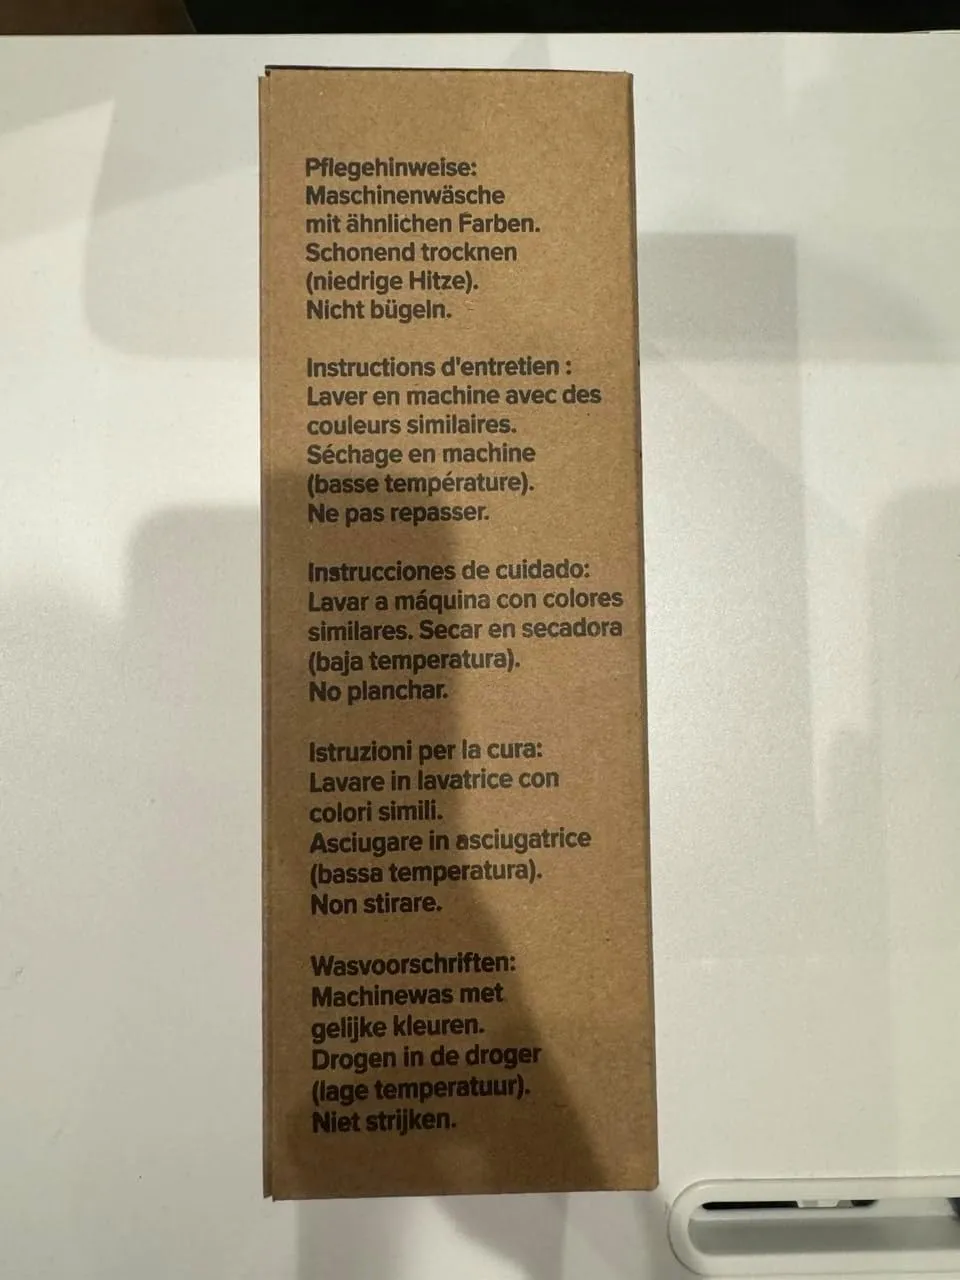 Pflegehinweise:
Maschinenwäsche
mit ähnlichen Farben.
Schonend trocknen
(niedrige Hitze).
Nicht bügeln.
Instructions d'entretien :
Laver en machine avec des
couleurs similaires.
Séchage en machine
(basse température).
Ne pas repasser.
Instrucciones de cuidado:
Lavar a máquina con colores
similares. Secar en secadora
(baja temperatura).
No planchar.
Istruzioni per la cura:
Lavare in lavatrice con
colori simili.
Asciugare in asciugatrice
(bassa temperatura).
Non stirare.
Wasvoorschriften:
Machinewas met
gelijke kleuren.
Drogen in de droger
(lage temperatuur).
Niet strijken.